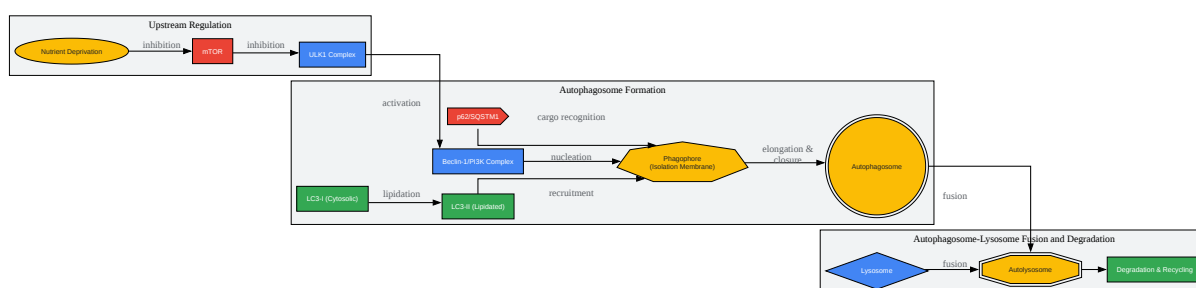 Upstream Regulation
Nutrient Deprivation
inhibition
mTOR
inhibition
ULK1 Complex
activation
Autophagosome Formation
p62/SQSTM1
cargo recognition
Beclin-1/PI3K Complex
nucleation
Phagophore
(Isolation Membrane)
elongation &
closure
Autophagosome
LC3-I (Cytosolic)
lipidation
LC3-II (Lipidated)
recruitment
fusion
Autophagosome-Lysosome Fusion and Degradation
Lysosome
fusion
Autolysosome
Degradation & Recycling